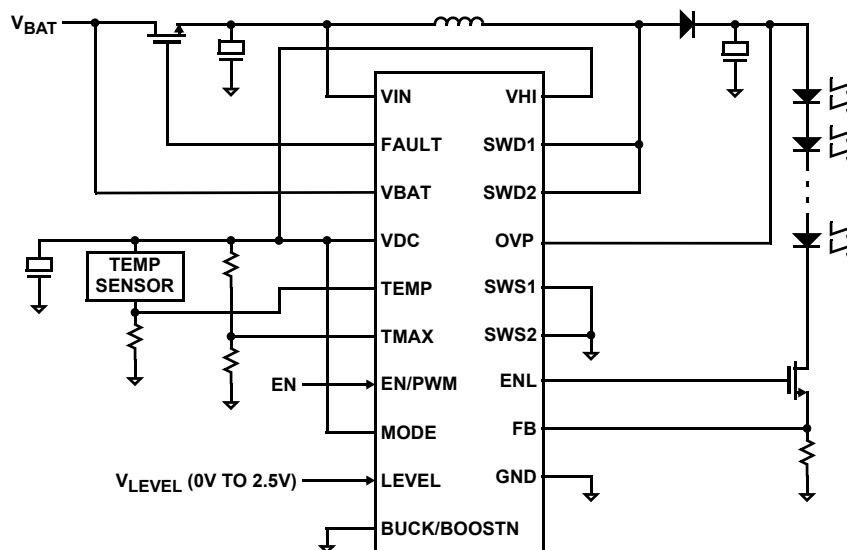 VBAT
VIN
VHI
FAULT
SWD1
VBAT
SWD2
VDC
OVP
TEMP
SENSOR
TEMP
SWS1
TMAX
SWS2
EN
EN/PWM
ENL
MODE
FB
VLEVEL (0V TO 2.5V)
LEVEL
GND
BUCK/BOOSTN